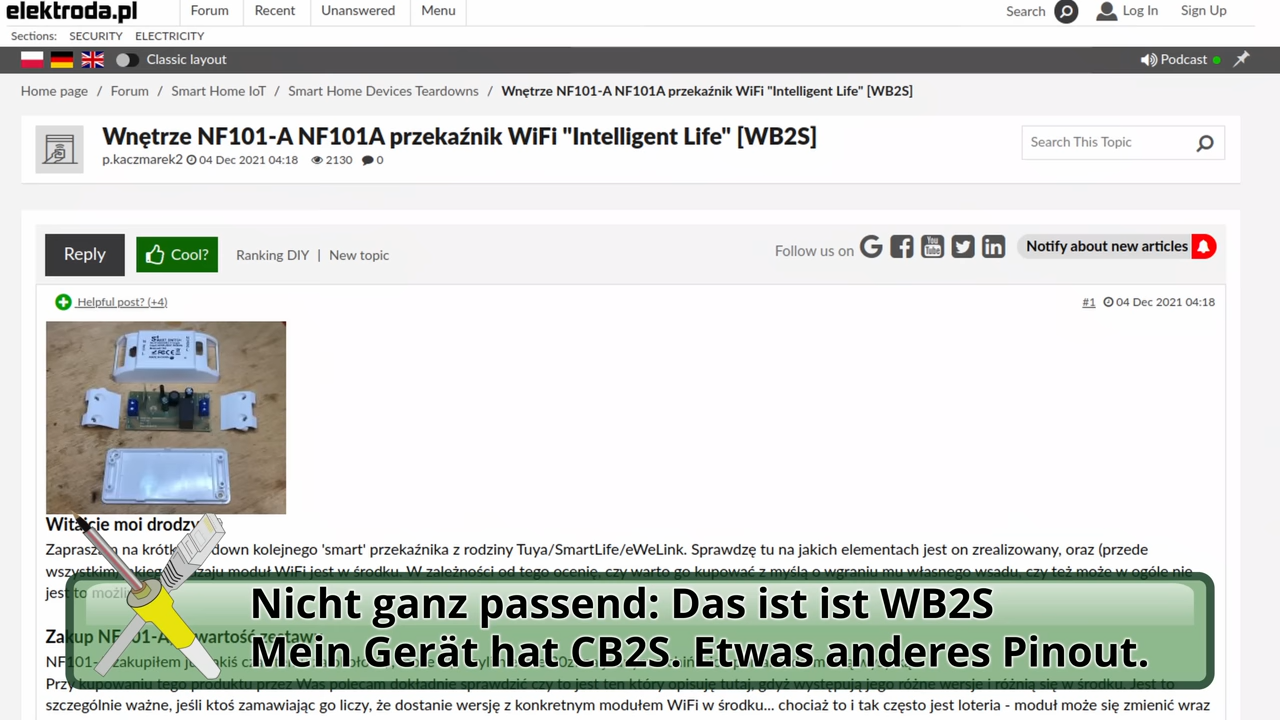 elektroda.pl
Forum
Recent
Unanswered
Menu
Search
Log In
Sign Up
Sections: SECURITY ELECTRICITY
Classic layout
Podcast
Home page / Forum / Smart Home IoT / Smart Home Devices Teardowns / Wnętrze NF101-A NF101A przekaźnik WiFi "Intelligent Life" [WB2S]
Wnętrze NF101-A NF101A przekaźnik WiFi "Intelligent Life" [WB2S]
p.kaczmarek2 04 Dec 2021 04:18 2130 0
Search This Topic
Reply
Cool?
Ranking DIY | New topic
Follow us on
Notify about new articles
Helpful post? (+4)
#1 04 Dec 2021 04:18
Witajcie moi drodzy
na krótk down kolejnego 'smart' przekaźnika z rodziny Tuya/SmartLife/eWeLink. Sprawdzę tu na jakich elementach jest on zrealizowany, oraz (przede
moduł WiFi jest w środku. W zależności od tego ocenię, czy warto go kupować z myślą o wgraniu mu własnego wsadu, czy też może w ogóle nie
jest to
Nicht ganz passend: Das ist ist WB2S
Mein Gerät hat CB2S. Etwas anderes Pinout.
Zakup
Przy kupowaniu tego produktu przez Was polecam dokładnie sprawdzić czy to jest ten który opisuję tutaj, gdyż występują jego różne wersje i różnią się w środku. Jest to
szczególnie ważne, jeśli ktoś zamawiając go liczy, że dostanie wersję z konkretnym modułem WiFi w środku... chociaż to i tak często jest loteria - moduł może się zmienić wraz